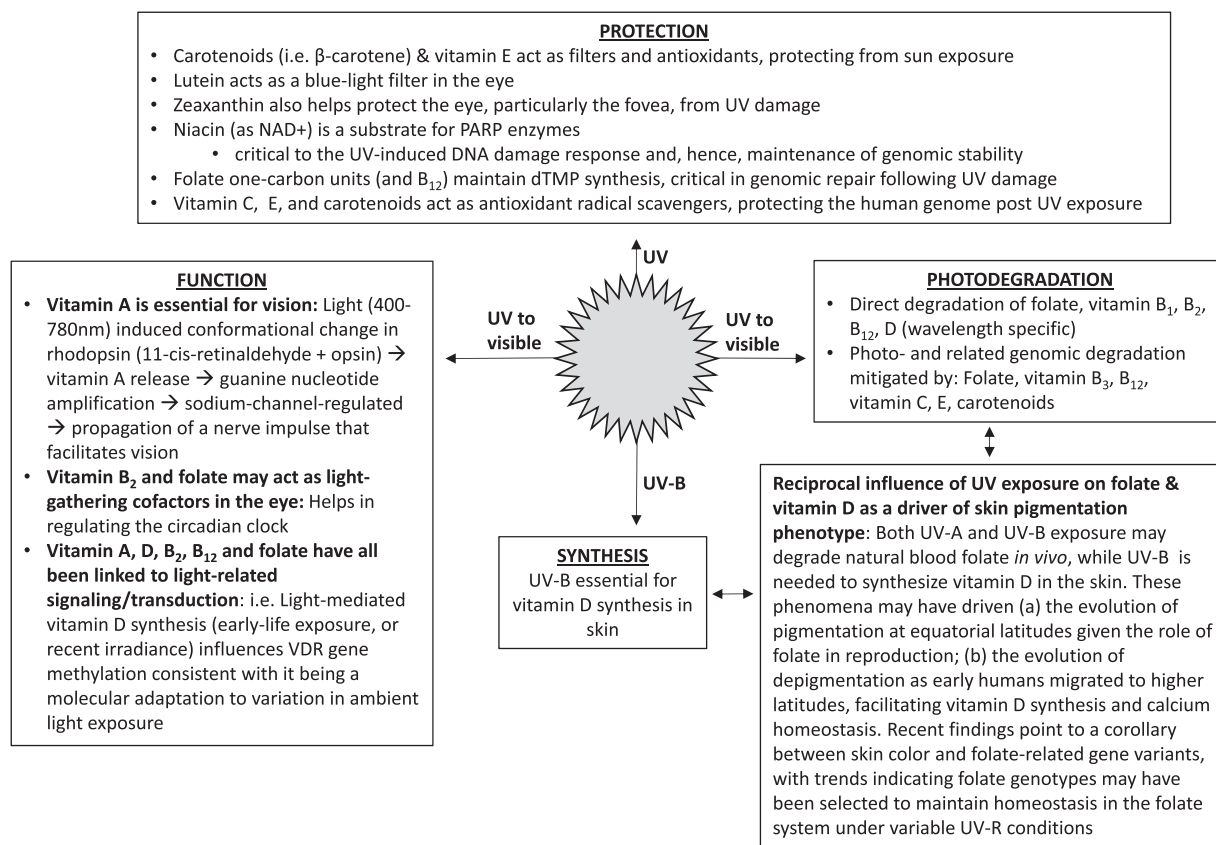 PROTECTION
• Carotenoids (i.e. β-carotene) & vitamin E act as filters and antioxidants, protecting from sun exposure
• Lutein acts as a blue-light filter in the eye
• Zeaxanthin also helps protect the eye, particularly the fovea, from UV damage
• Niacin (as NAD+) is a substrate for PARP enzymes
• critical to the UV-induced DNA damage response and, hence, maintenance of genomic stability
• Folate one-carbon units (and B₁₂) maintain dTMP synthesis, critical in genomic repair following UV damage
• Vitamin C, E, and carotenoids act as antioxidant radical scavengers, protecting the human genome post UV exposure
UV
FUNCTION
• Vitamin A is essential for vision: Light (400-
780nm) induced conformational change in
rhodopsin (11-cis-retinaldehyde + opsin) →
vitamin A release → guanine nucleotide
amplification → sodium-channel-regulated
→ propagation of a nerve impulse that
facilitates vision
• Vitamin B₂ and folate may act as light-
gathering cofactors in the eye: Helps in
regulating the circadian clock
• Vitamin A, D, B₂, B₁₂ and folate have all
been linked to light-related
signaling/transduction: i.e. Light-mediated
vitamin D synthesis (early-life exposure, or
recent irradiance) influences VDR gene
methylation consistent with it being a
molecular adaptation to variation in ambient
light exposure
UV to
visible
UV to
visible
PHOTODEGRADATION
• Direct degradation of folate, vitamin B₁, B₂,
B₁₂, D (wavelength specific)
• Photo- and related genomic degradation
mitigated by: Folate, vitamin B₃, B₁₂,
vitamin C, E, carotenoids
UV-B
SYNTHESIS
UV-B essential for
vitamin D synthesis in
skin
Reciprocal influence of UV exposure on folate &
vitamin D as a driver of skin pigmentation
phenotype: Both UV-A and UV-B exposure may
degrade natural blood folate in vivo, while UV-B is
needed to synthesize vitamin D in the skin. These
phenomena may have driven (a) the evolution of
pigmentation at equatorial latitudes given the role of
folate in reproduction; (b) the evolution of
depigmentation as early humans migrated to higher
latitudes, facilitating vitamin D synthesis and calcium
homeostasis. Recent findings point to a corollary
between skin color and folate-related gene variants,
with trends indicating folate genotypes may have
been selected to maintain homeostasis in the folate
system under variable UV-R conditions